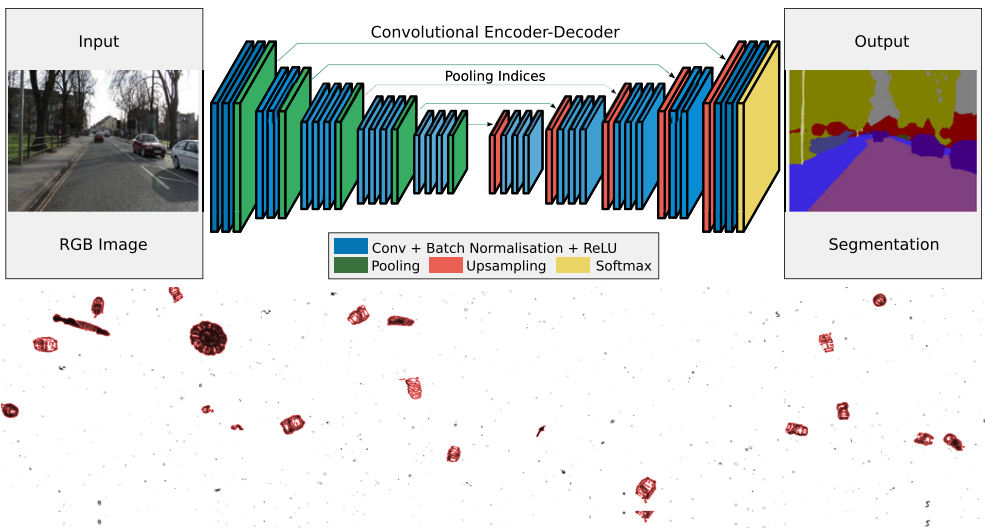 Input
RGB Image
Convolutional Encoder-Decoder
Pooling Indices
Conv + Batch Normalisation + ReLU
Pooling
Upsampling
Softmax
Output
Segmentation